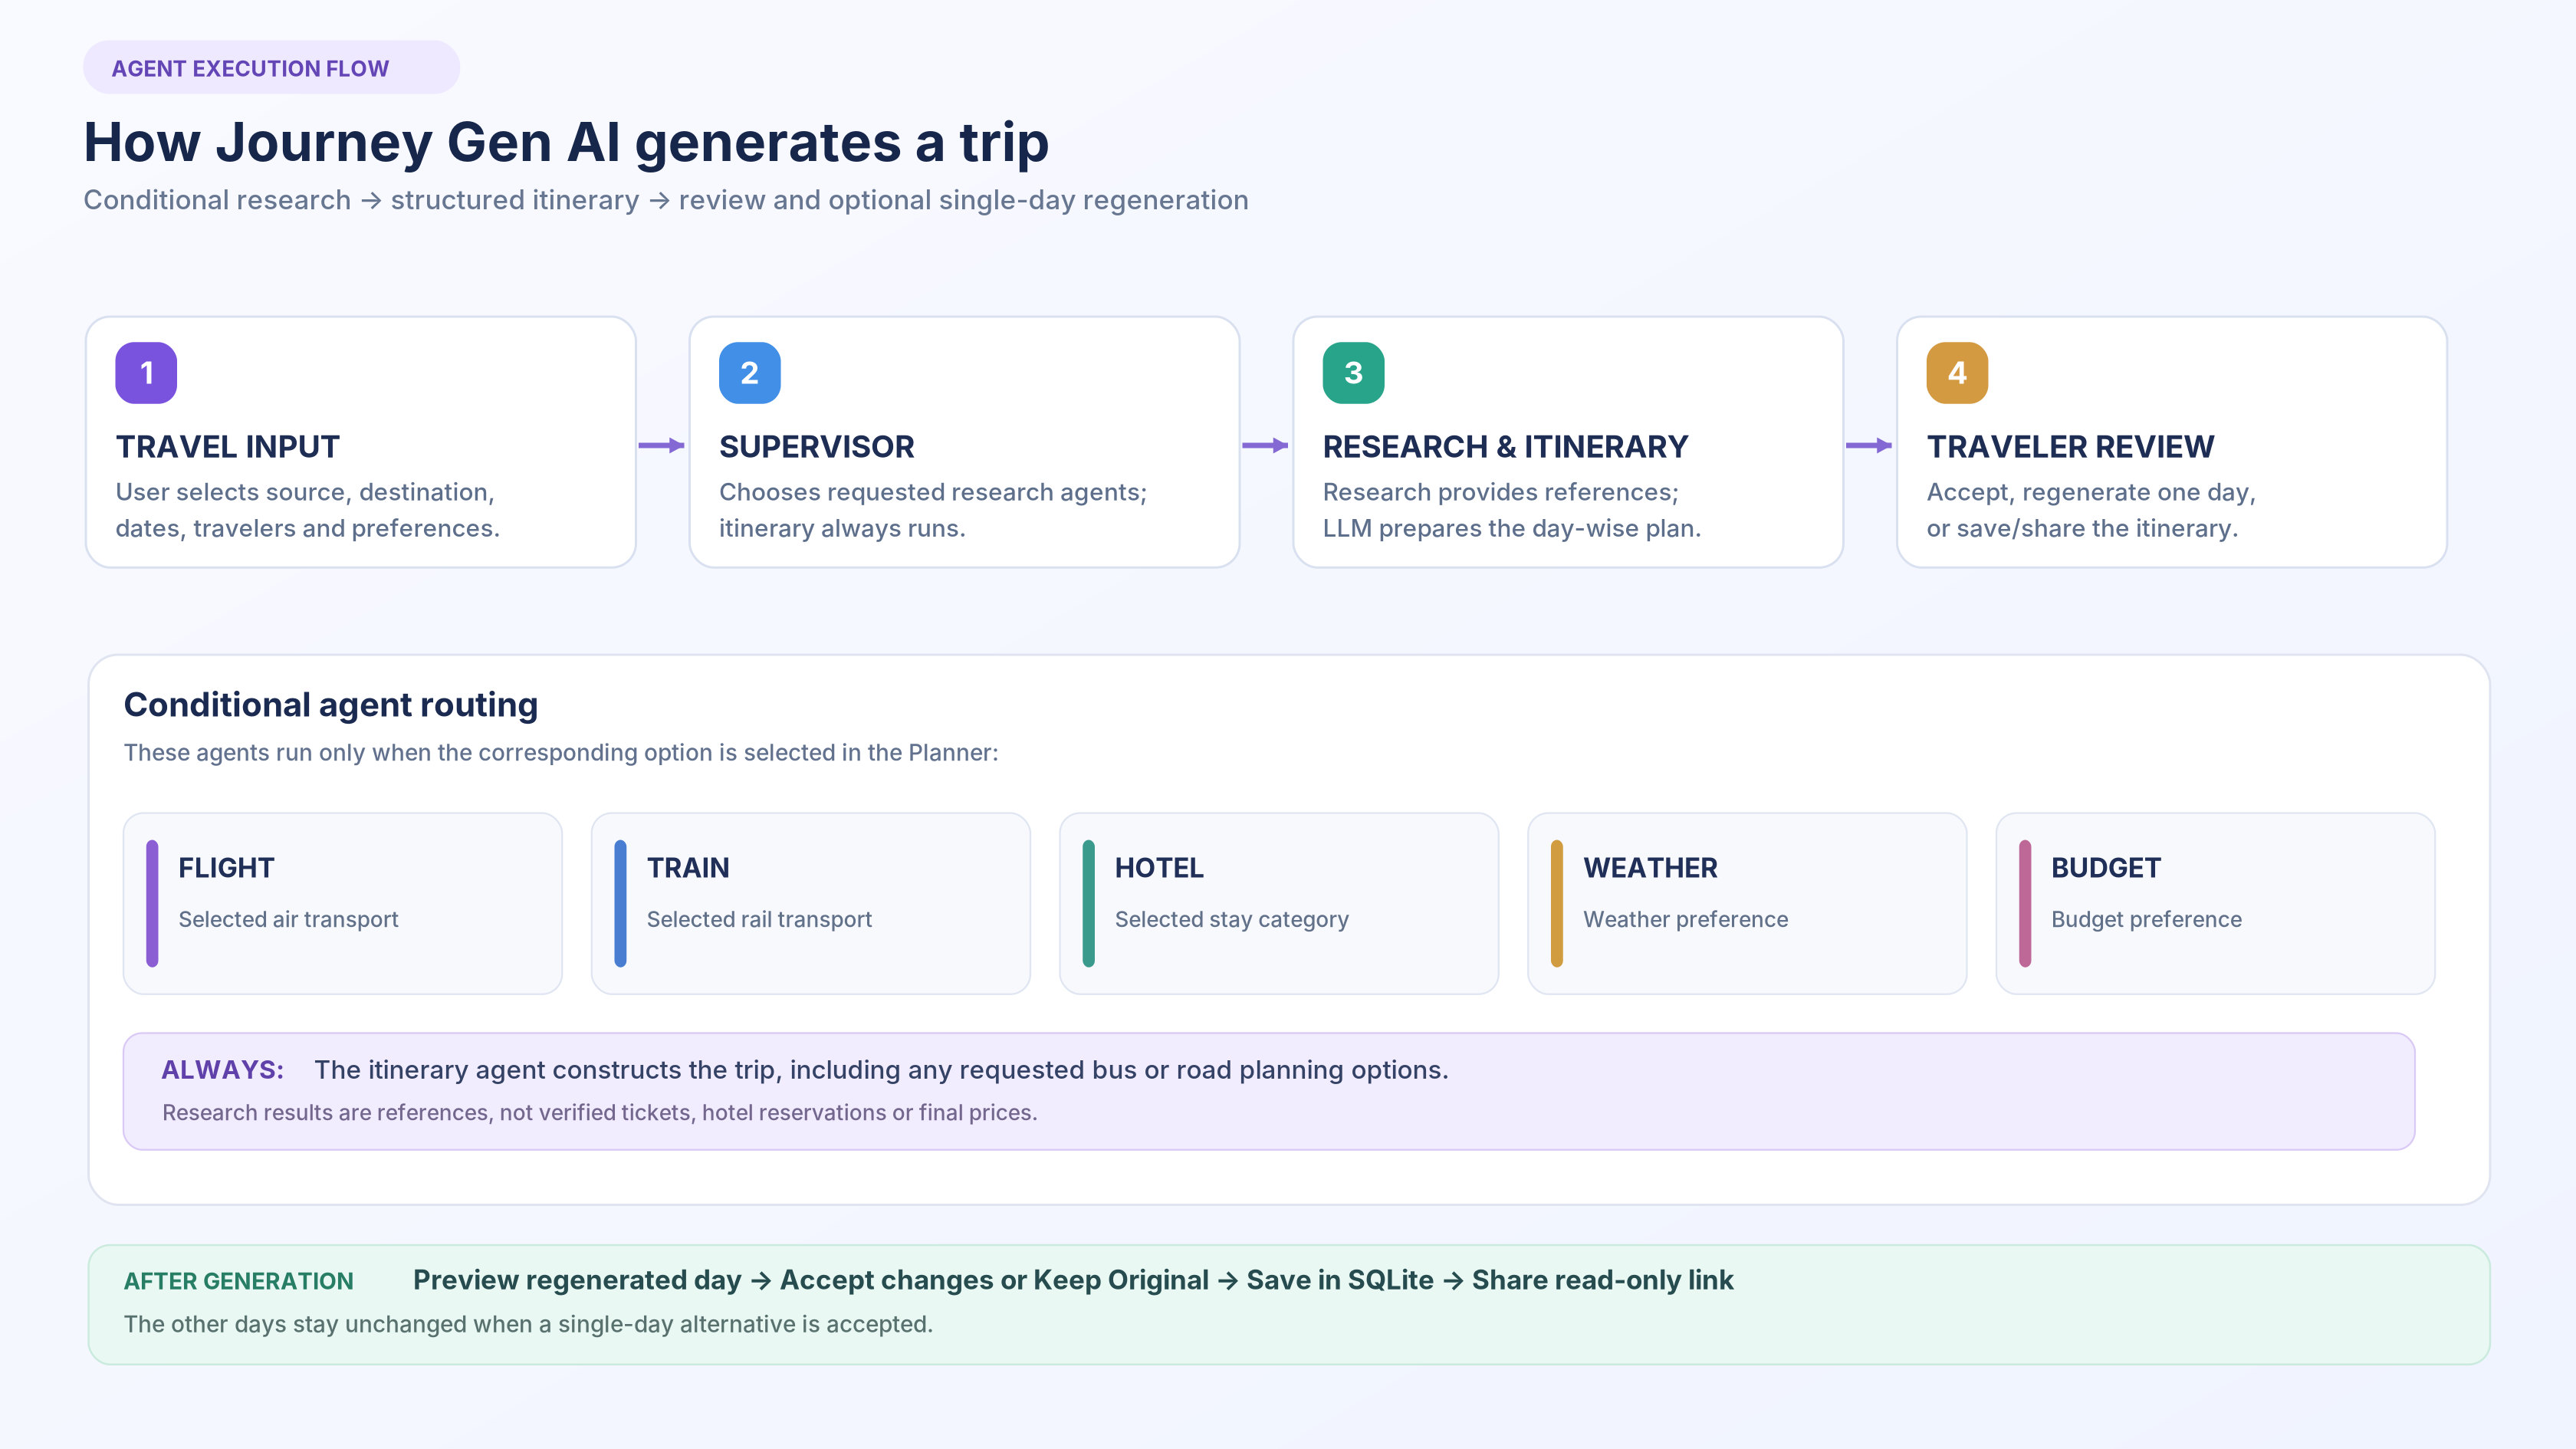 AGENT EXECUTION FLOW
How Journey Gen AI generates a trip
Conditional research → structured itinerary → review and optional single-day regeneration
1
TRAVEL INPUT
User selects source, destination,
dates, travelers and preferences.
2
SUPERVISOR
Chooses requested research agents;
itinerary always runs.
3
RESEARCH & ITINERARY
Research provides references;
LLM prepares the day-wise plan.
4
TRAVELER REVIEW
Accept, regenerate one day,
or save/share the itinerary.
Conditional agent routing
These agents run only when the corresponding option is selected in the Planner:
FLIGHT
Selected air transport
TRAIN
Selected rail transport
HOTEL
Selected stay category
WEATHER
Weather preference
BUDGET
Budget preference
ALWAYS: The itinerary agent constructs the trip, including any requested bus or road planning options.
Research results are references, not verified tickets, hotel reservations or final prices.
AFTER GENERATION Preview regenerated day → Accept changes or Keep Original → Save in SQLite → Share read-only link
The other days stay unchanged when a single-day alternative is accepted.